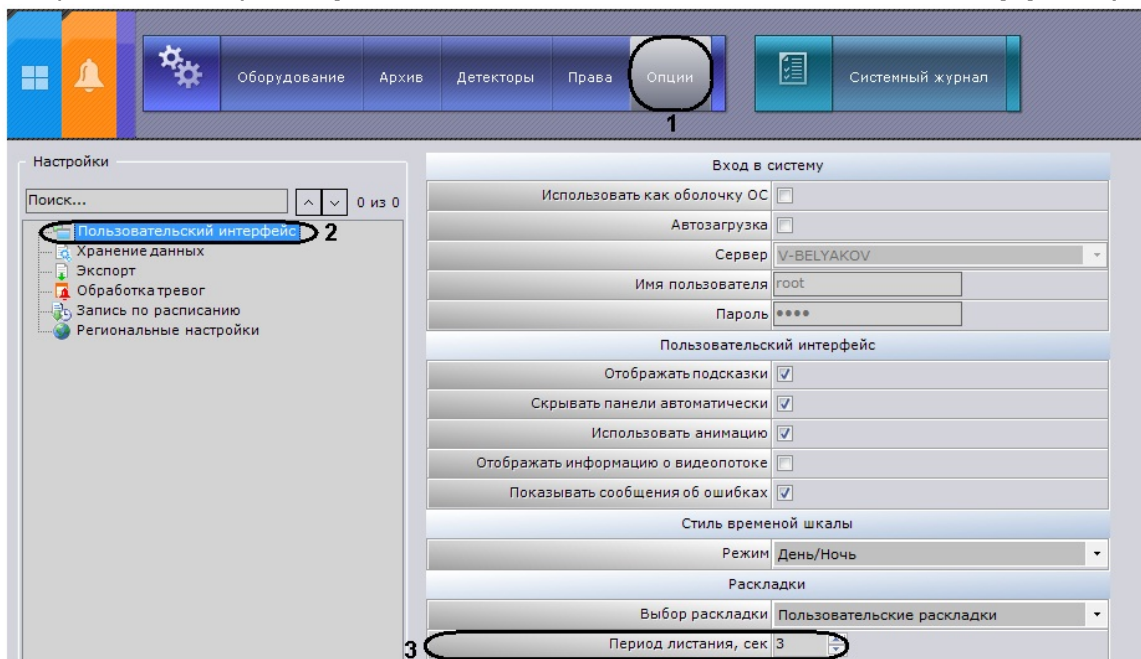 Оборудование Архив Детекторы Права Опции Системный журнал
1
Настройки
Поиск... 0 из 0
Пользовательский интерфейс 2
Хранение данных
Экспорт
Обработка тревог
Запись по расписанию
Региональные настройки
Вход в систему
Использовать как оболочку ОС
Автозагрузка
Сервер V-BELYAKOV
Имя пользователя root
Пароль ••••
Пользовательский интерфейс
Отображать подсказки
Скрывать панели автоматически
Использовать анимацию
Отображать информацию о видеопотоке
Показывать сообщения об ошибках
Стиль временой шкалы
Режим День/Ночь
Раскладки
Выбор раскладки Пользовательские раскладки
3 Период листания, сек 3